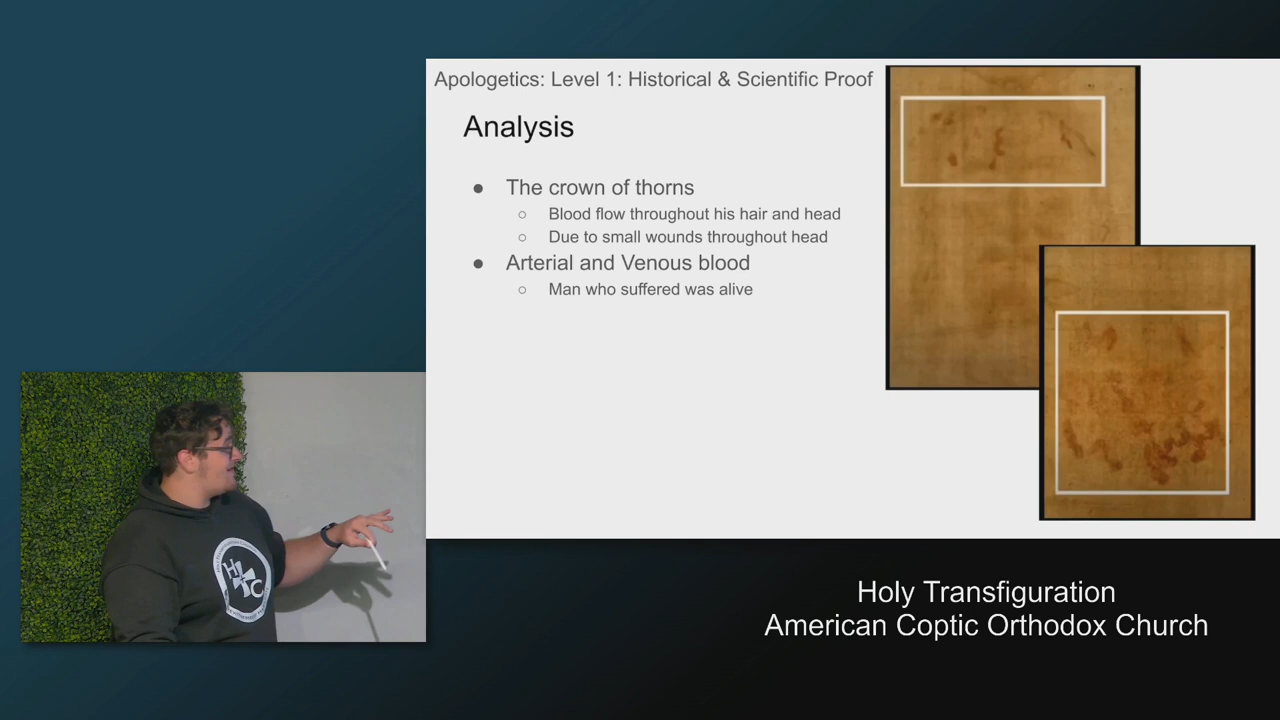 Apologetics: Level 1: Historical & Scientific Proof
Analysis
● The crown of thorns
○ Blood flow throughout his hair and head
○ Due to small wounds throughout head
● Arterial and Venous blood
○ Man who suffered was alive
H
C
Holy Transfiguration
American Coptic Orthodox Church